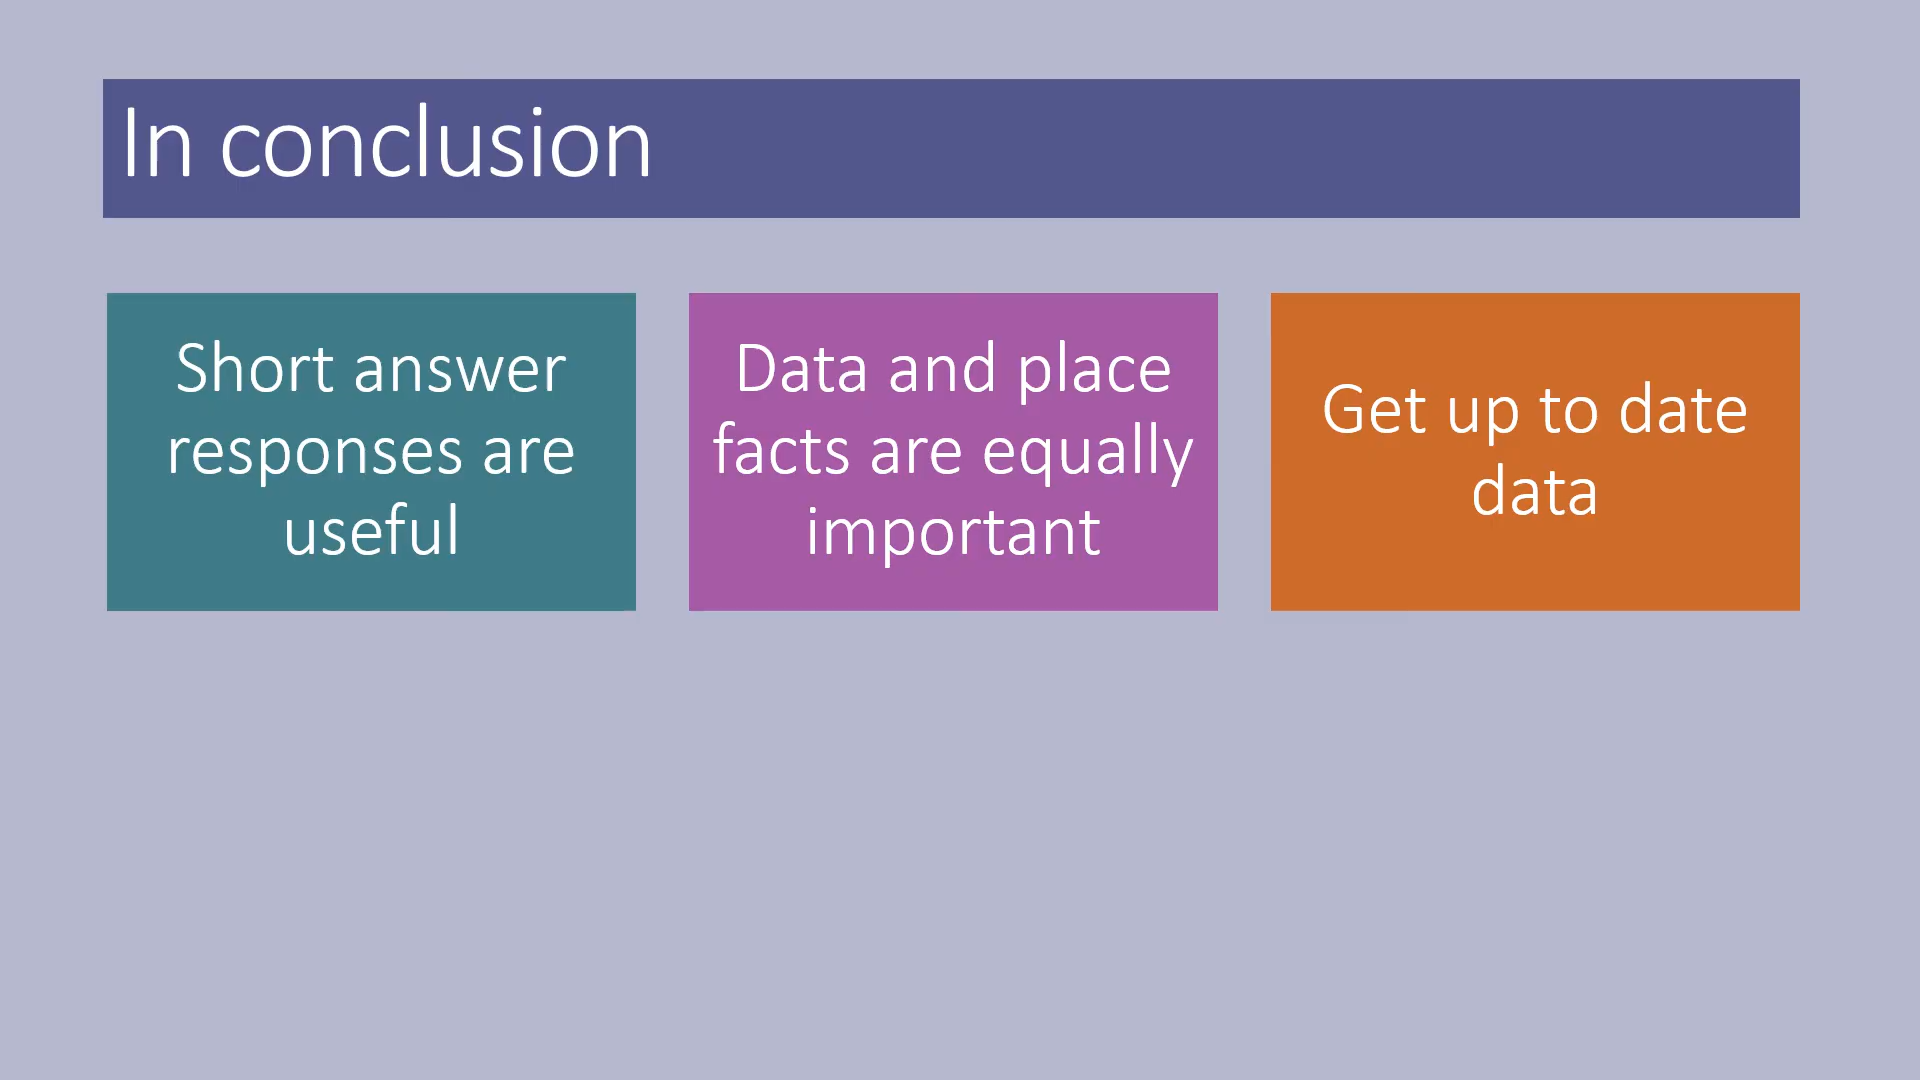 In conclusion
Short answer
responses are
useful
Data and place
facts are equally
important
Get up to date
data